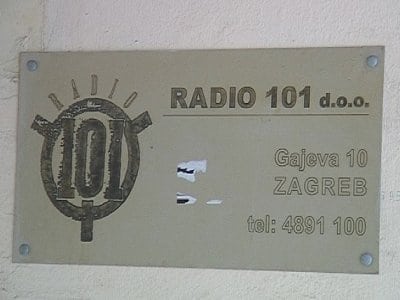 RADIO
101
RADIO 101 d.o.o.
Gajeva 10
ZAGREB
tel: 4891 100